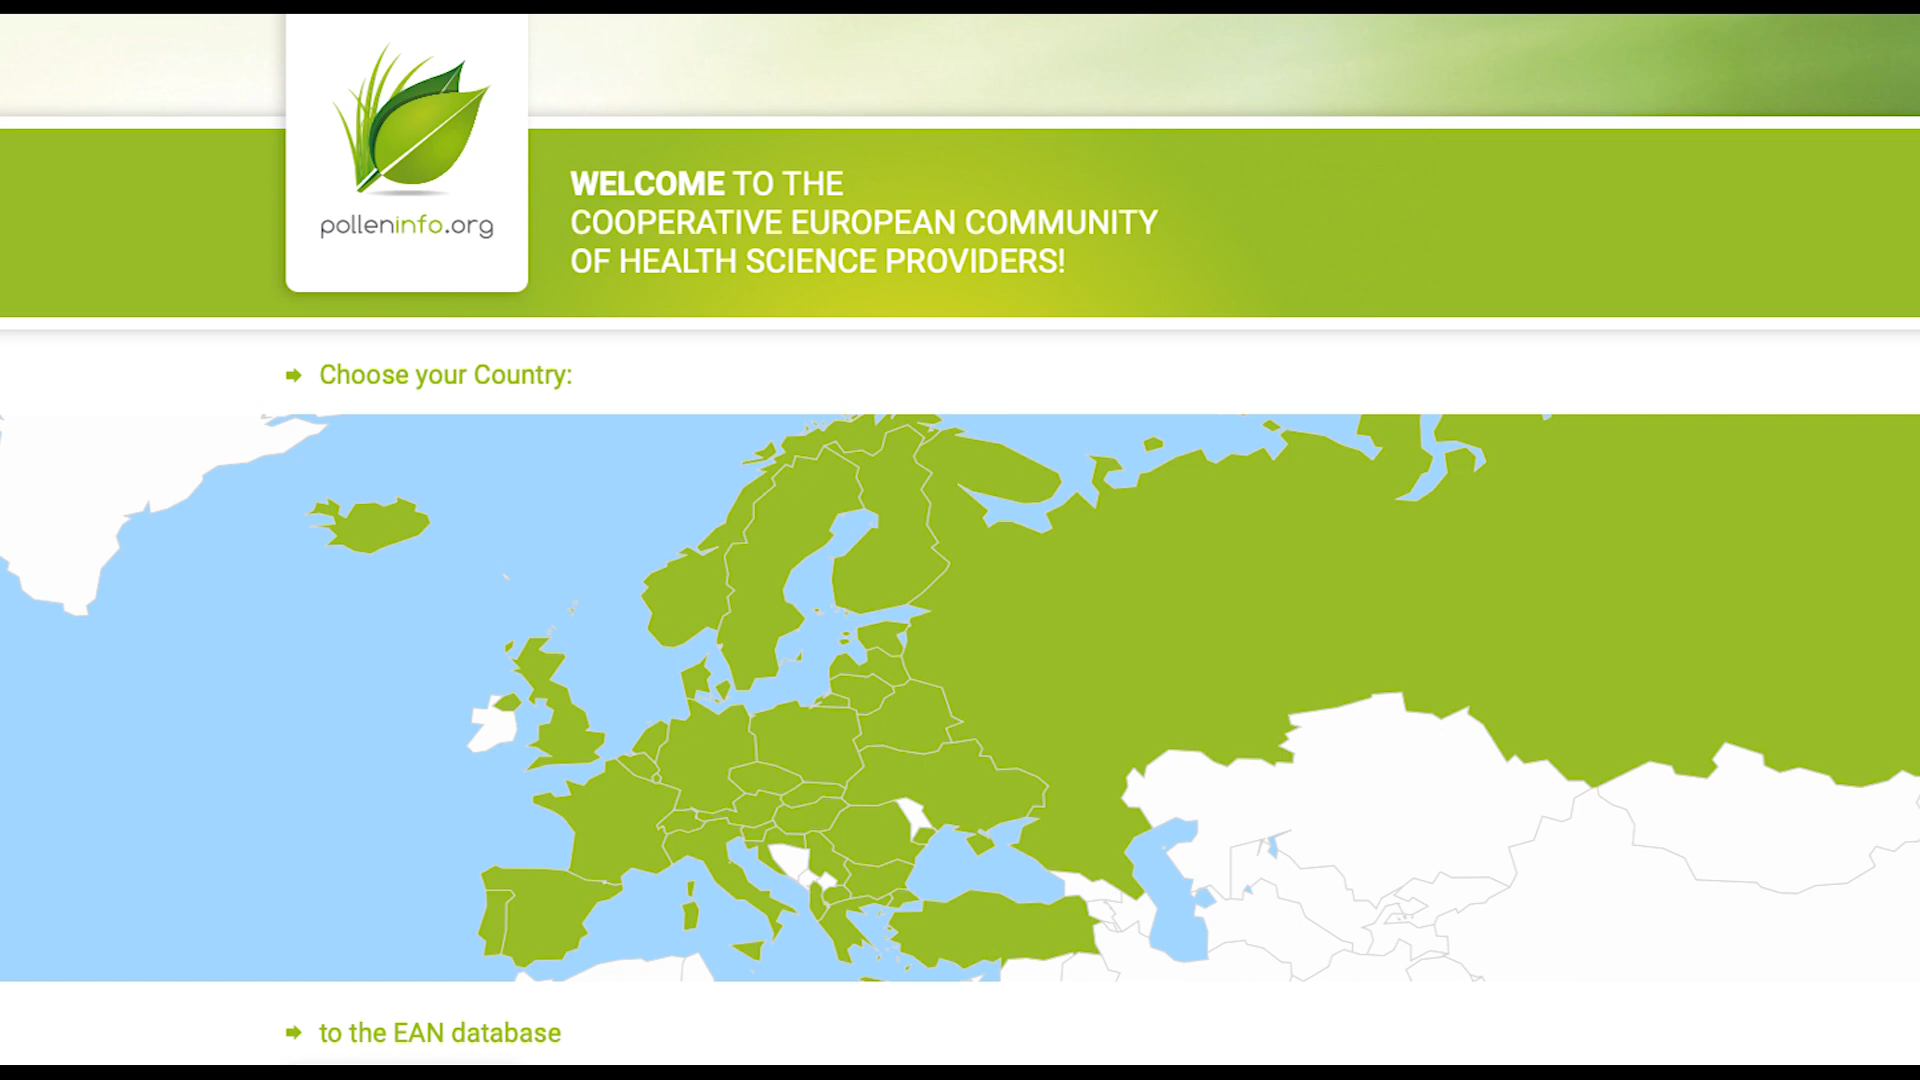 polleninfo.org
WELCOME TO THE
COOPERATIVE EUROPEAN COMMUNITY
OF HEALTH SCIENCE PROVIDERS!
Choose your Country:
to the EAN database